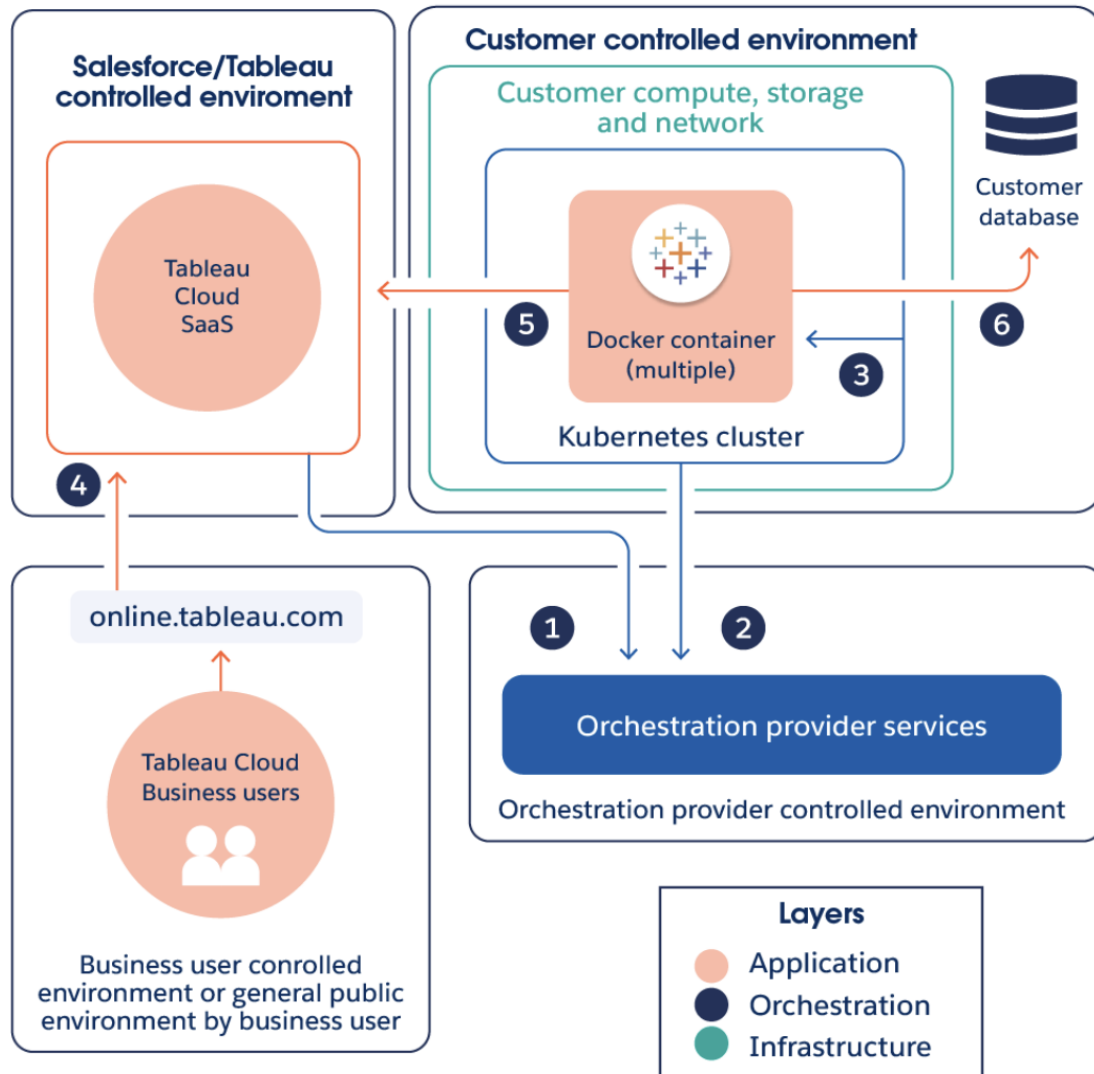 Salesforce/Tableau
controlled enviroment
Tableau
Cloud
SaaS
4
Customer controlled environment
Customer compute, storage
and network
Docker container
(multiple)
Kubernetes cluster
5
3
6
Customer
database
online.tableau.com
Tableau Cloud
Business users
Business user conrolled
environment or general public
environment by business user
1
2
Orchestration provider services
Orchestration provider controlled environment
Layers
Application
Orchestration
Infrastructure